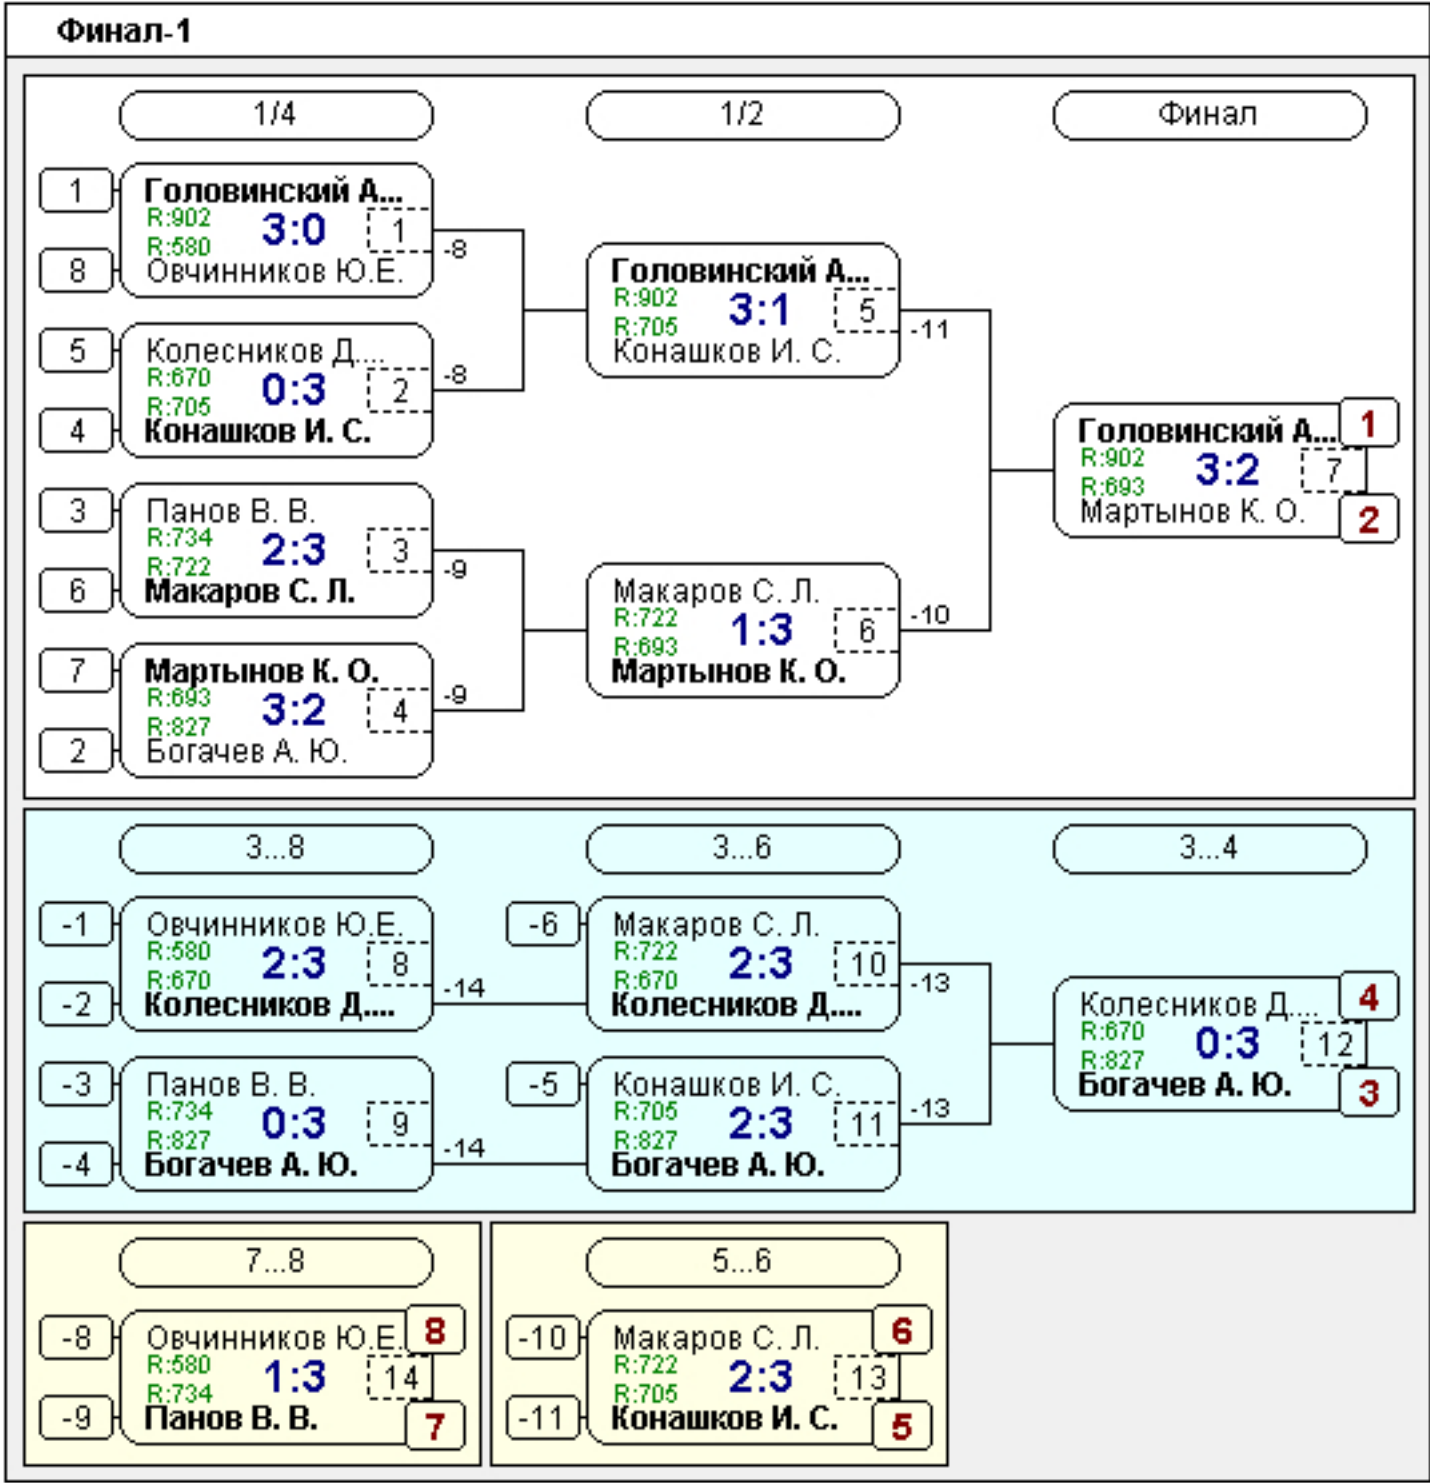 Финал-1
1/4
1/2
Финал
1
Головинский А...
R:902
3:0
1
R:580
8
Овчинников Ю.Е.
-8
5
Колесников Д....
R:670
0:3
2
R:705
4
Конашков И. С.
-8
3
Панов В. В.
R:734
2:3
3
R:722
6
Макаров С. Л.
-9
7
Мартынов К. О.
R:693
3:2
4
R:827
2
Богачев А. Ю.
-9
Головинский А...
R:902
3:1
5
R:705
Конашков И. С.
-11
Макаров С. Л.
R:722
1:3
6
R:693
Мартынов К. О.
-10
Головинский А...
1
R:902
3:2
7
R:693
Мартынов К. О.
2
3...8
3...6
3...4
-1
Овчинников Ю.Е.
R:580
2:3
8
R:670
-2
Колесников Д....
-14
-3
Панов В. В.
R:734
0:3
9
R:827
-4
Богачев А. Ю.
-14
-6
Макаров С. Л.
R:722
2:3
10
R:670
Колесников Д....
-13
-5
Конашков И. С.
R:705
2:3
11
R:827
Богачев А. Ю.
-13
Колесников Д....
4
R:670
0:3
12
R:827
Богачев А. Ю.
3
7...8
-8
Овчинников Ю.Е.
8
R:580
1:3
14
R:734
-9
Панов В. В.
7
5...6
-10
Макаров С. Л.
6
R:722
2:3
13
R:705
-11
Конашков И. С.
5